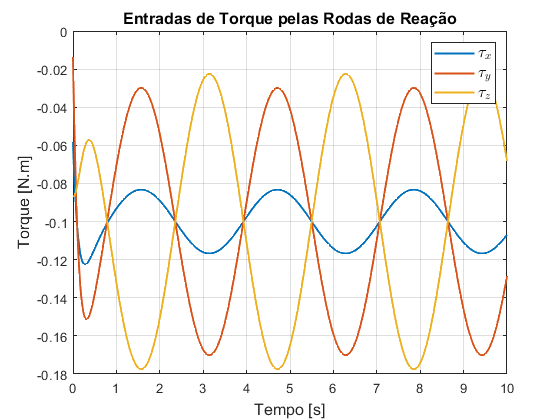 Entradas de Torque pelas Rodas de Reação
0
-0.02
-0.04
-0.06
-0.08
-0.1
-0.12
-0.14
-0.16
-0.18
Torque [N.m]
τx
τy
τz
0 1 2 3 4 5 6 7 8 9 10
Tempo [s]